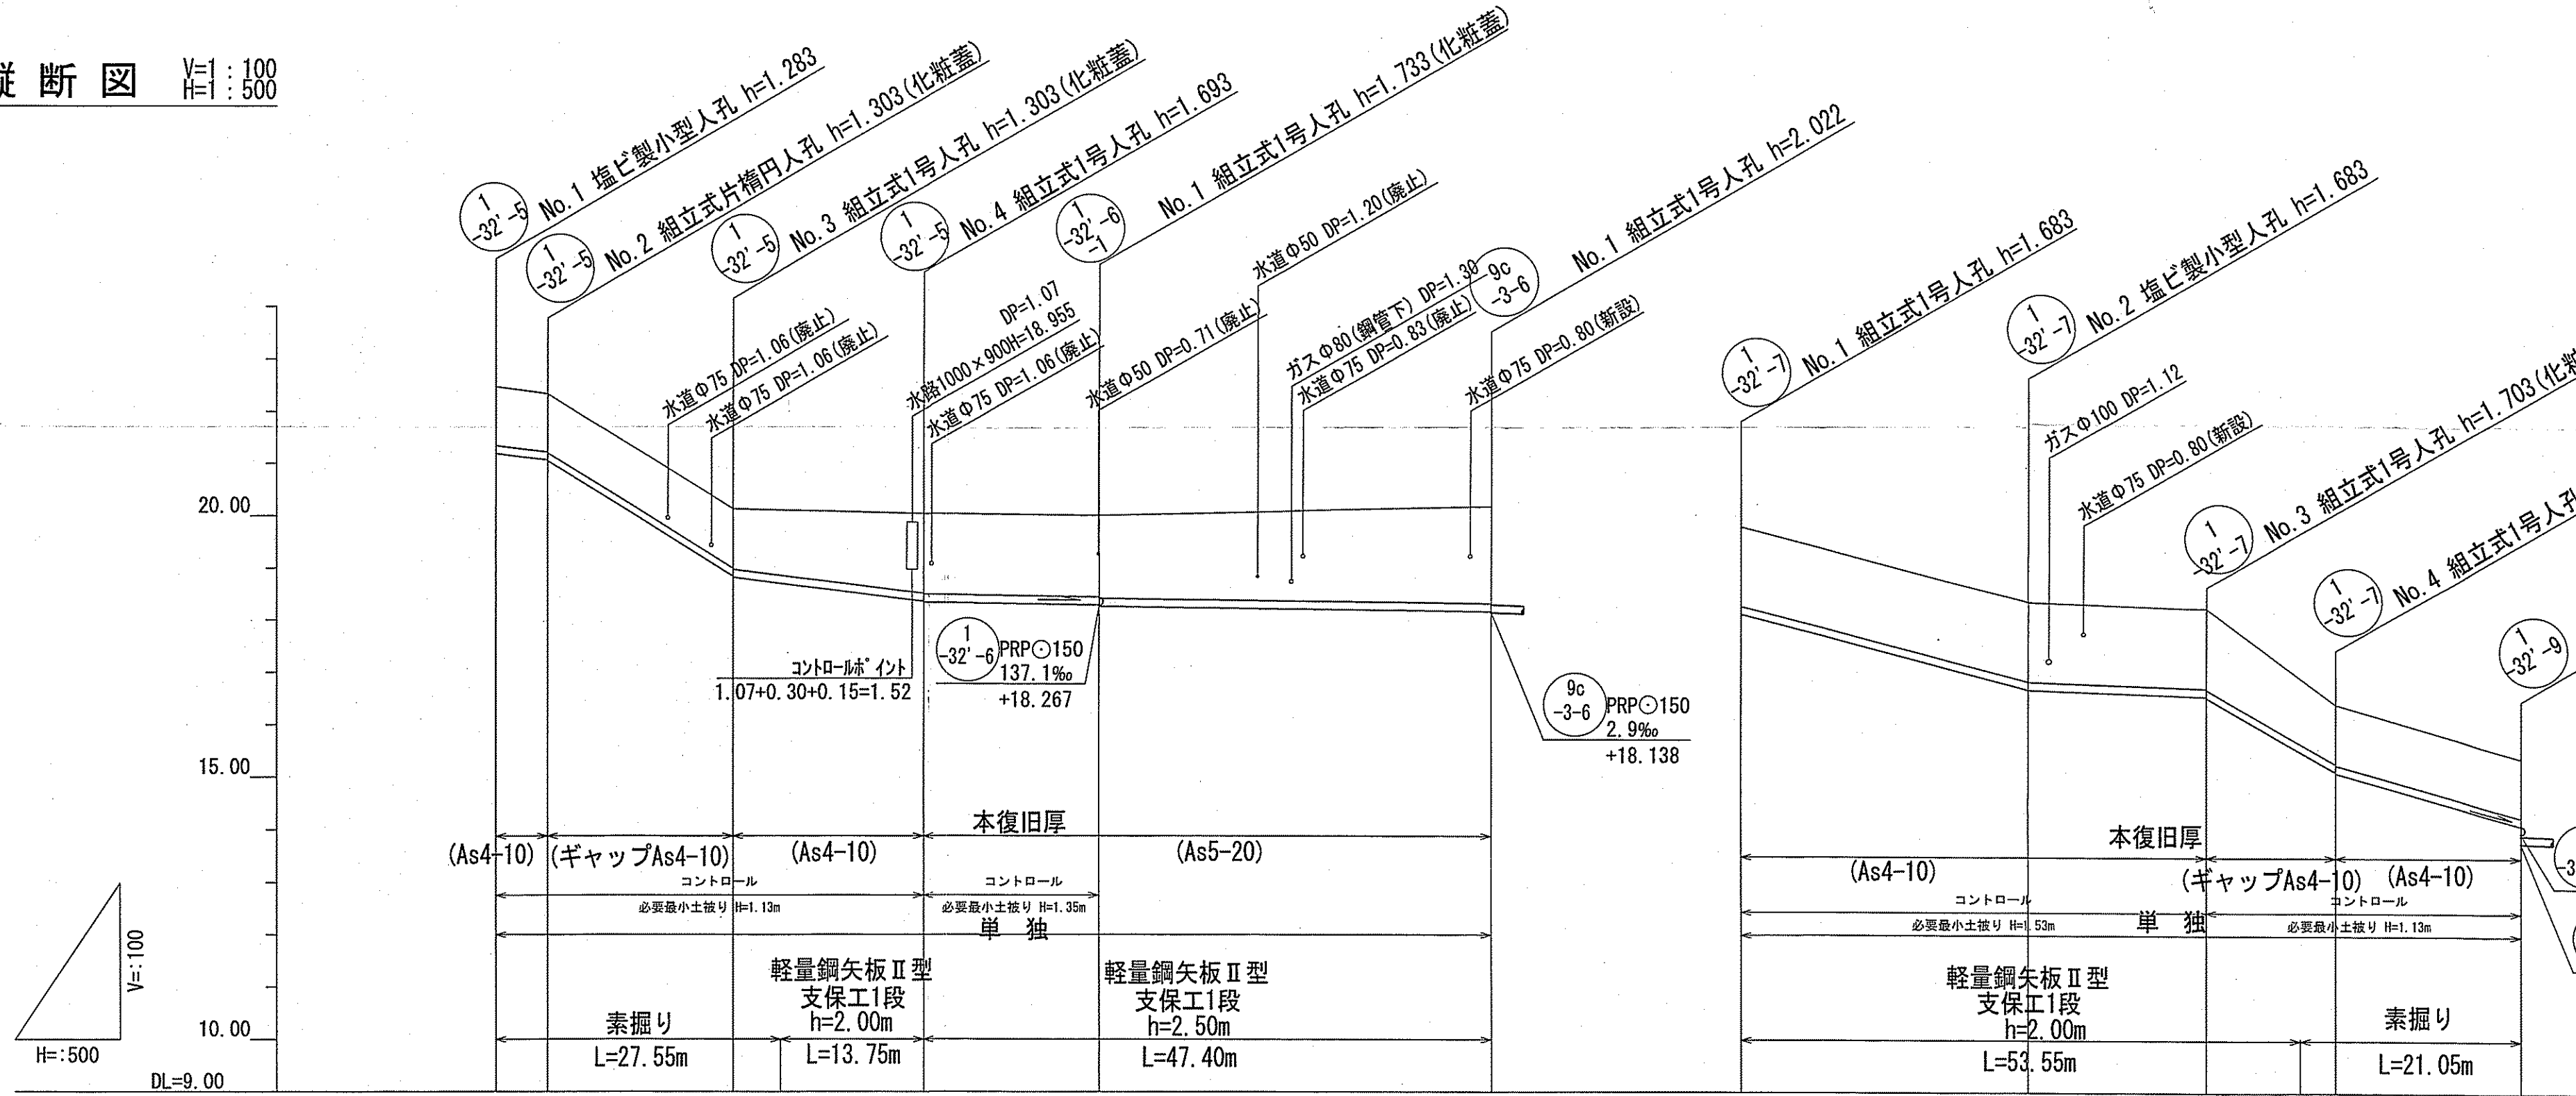 縦断図
V=1:100
H=1:500
1
-32'-5
No.1 塩ビ製小型人孔 h=1.283
1
-32'-5
No.2 組立式片楕円人孔 h=1.303(化粧蓋)
1
-32'-5
No.3 組立式1号人孔 h=1.303(化粧蓋)
1
-32'-5
No.4 組立式1号人孔 h=1.693
1
-32'-6
-1
No.1 組立式1号人孔 h=1.733(化粧蓋)
9c
-3-6
No.1 組立式1号人孔 h=2.022
1
-32'-7
No.1 組立式1号人孔 h=1.683
1
-32'-7
No.2 塩ビ製小型人孔 h=1.683
1
-32'-7
No.3 組立式1号人孔 h=1.703(化粧
1
-32'-7
No.4 組立式1号人孔
1
-32'-9
水道Φ75 DP=1.06(廃止)
水道Φ75 DP=1.06(廃止)
DP=1.07
水路1000×900H=18.955
水道Φ75 DP=1.06(廃止)
水道Φ50 DP=0.71(廃止)
水道Φ50 DP=1.20(廃止)
ガスΦ80(鋼管下) DP=1.30
水道Φ75 DP=0.83(廃止)
水道Φ75 DP=0.80(新設)
ガスΦ100 DP=1.12
水道Φ75 DP=0.80(新設)
20.00
15.00
10.00
DL=9.00
V=:100
H=:500
コントロールポイント
1.07+0.30+0.15=1.52
1
-32'-6
PRP⊙150
137.1‰
+18.267
9c
-3-6
PRP⊙150
2.9‰
+18.138
本復旧厚
(As4-10)
(ギャップAs4-10)
(As4-10)
(As5-20)
コントロール
必要最小土被り H=1.13m
コントロール
必要最小土被り H=1.35m
単 独
素掘り
L=27.55m
軽量鋼矢板Ⅱ型
支保工1段
h=2.00m
L=13.75m
軽量鋼矢板Ⅱ型
支保工1段
h=2.50m
L=47.40m
本復旧厚
(As4-10)
(ギャップAs4-10)
(As4-10)
コントロール
必要最小土被り H=1.53m
コントロール
必要最小土被り H=1.13m
単 独
軽量鋼矢板Ⅱ型
支保工1段
h=2.00m
L=53.55m
素掘り
L=21.05m